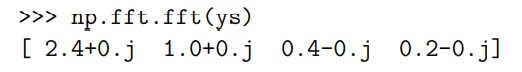 >>> np.fft.fft(ys)
[ 2.4+0.j  1.0+0.j  0.4-0.j  0.2-0.j]